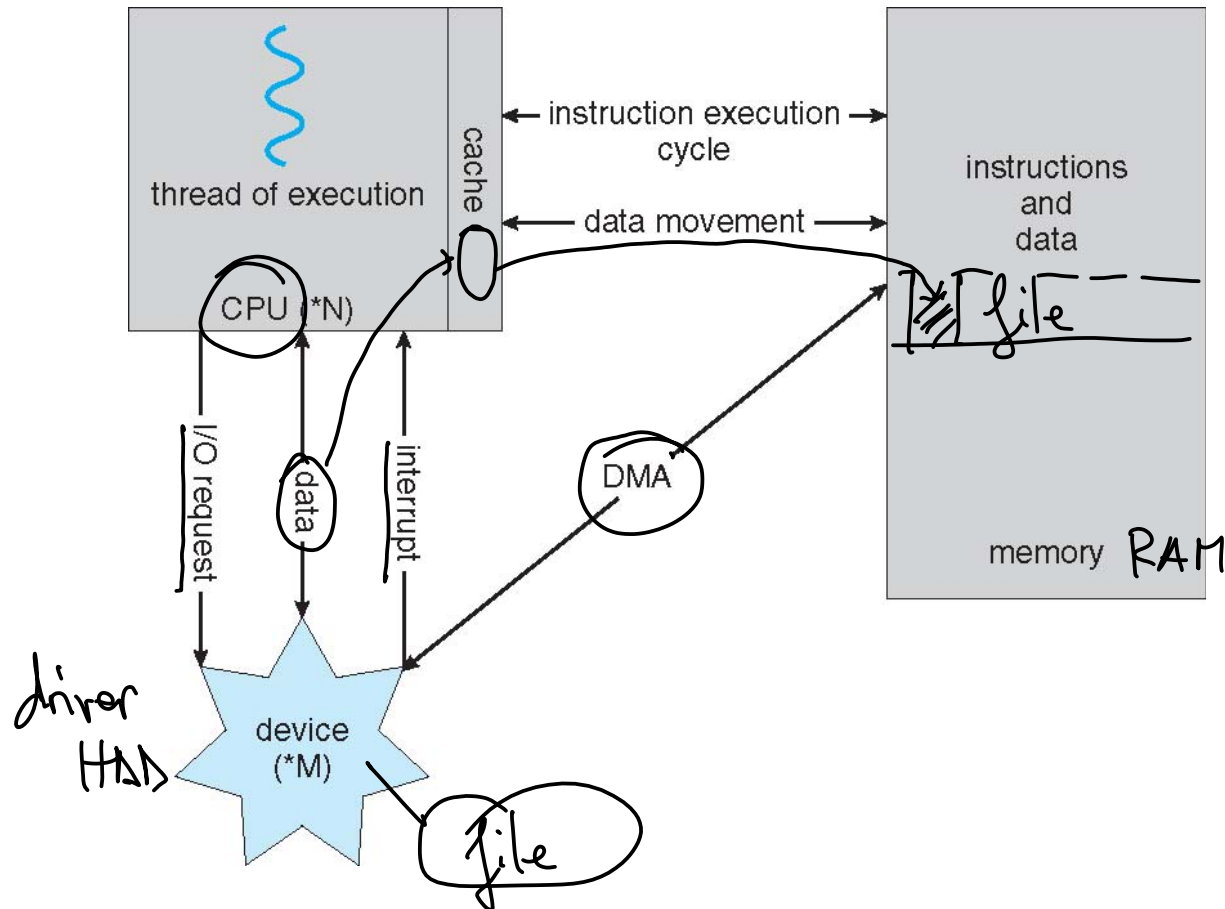 thread of execution
cache
CPU (*N)
instruction execution
cycle
data movement
instructions
and
data
file
I/O request
data
interrupt
DMA
memory RAM
driver
HDD
device
(*M)
file